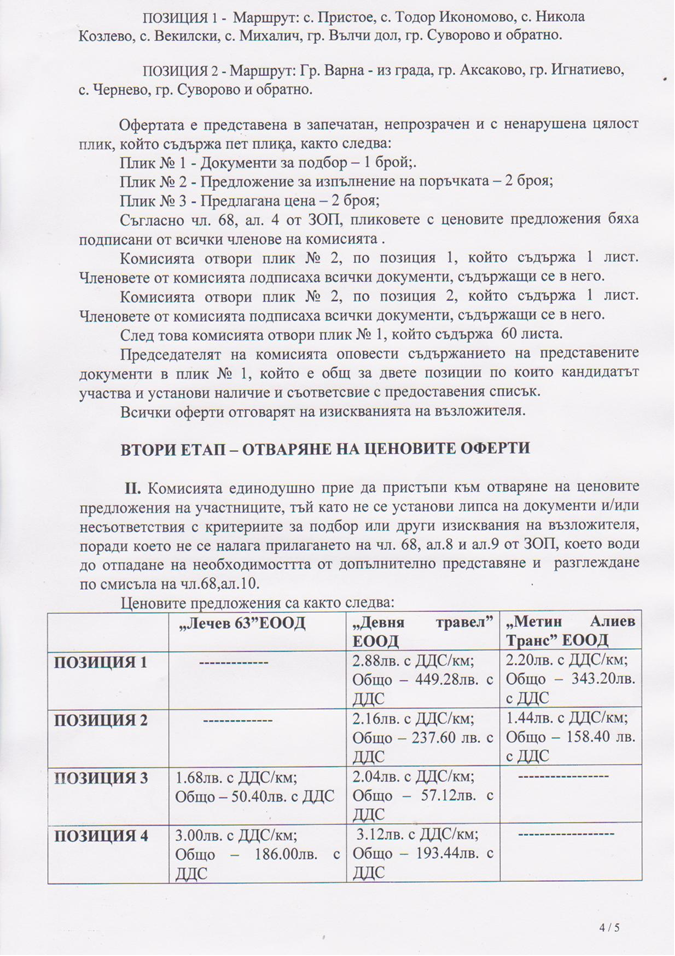 ПОЗИЦИЯ 1 - Маршрут: с. Пристое, с. Тодор Икономово, с. Никола
Козлево, с. Векилски, с. Михалич, гр. Вълчи дол, гр. Суворово и обратно.
ПОЗИЦИЯ 2 - Маршрут: Гр. Варна - из града, гр. Аксаково, гр. Игнатиево,
с. Чернево, гр. Суворово и обратно.
Офертата е представена в запечатан, непрозрачен и с ненарушена цялост
плик, който съдържа пет плика, както следва:
Плик № 1 - Документи за подбор – 1 брой;.
Плик № 2 - Предложение за изпълнение на поръчката – 2 броя;
Плик № 3 - Предлагана цена – 2 броя;
Съгласно чл. 68, ал. 4 от ЗОП, пликовете с ценовите предложения бяха
подписани от всички членове на комисията .
Комисията отвори плик № 2, по позиция 1, който съдържа 1 лист.
Членовете от комисията подписаха всички документи, съдържащи се в него.
Комисията отвори плик № 2, по позиция 2, който съдържа 1 лист.
Членовете от комисията подписаха всички документи, съдържащи се в него.
След това комисията отвори плик № 1, който съдържа 60 листа.
Председателят на комисията оповести съдържанието на представените
документи в плик № 1, който е общ за двете позиции по които кандидатът
участва и установи наличие и съответсвие с предоставения списък.
Всички оферти отговарят на изискванията на възложителя.
ВТОРИ ЕТАП – ОТВАРЯНЕ НА ЦЕНОВИТЕ ОФЕРТИ
II. Комисията единодушно прие да пристъпи към отваряне на ценовите
предложения на участниците, тъй като не се установи липса на документи и/или
несъответствия с критериите за подбор или други изисквания на възложителя,
поради което не се налага прилагането на чл. 68, ал.8 и ал.9 от ЗОП, което води
до отпадане на необходимосттта от допълнително представяне и разглеждане
по смисъла на чл.68,ал.10.
Ценовите предложения са както следва:
„Лечев 63”ЕООД „Девня травел” „Метин Алиев
ЕООД Транс” ЕООД
ПОЗИЦИЯ 1 ------------- 2.88лв. с ДДС/км; 2.20лв. с ДДС/км;
Общо – 449.28лв. с Общо – 343.20лв.
ДДС с ДДС
ПОЗИЦИЯ 2 ------------- 2.16лв. с ДДС/км; 1.44лв. с ДДС/км;
Общо – 237.60 лв. с Общо – 158.40 лв.
ДДС с ДДС
ПОЗИЦИЯ 3 1.68лв. с ДДС/км; 2.04лв. с ДДС/км; -----------------
Общо – 50.40лв. с ДДС Общо – 57.12лв. с
ДДС
ПОЗИЦИЯ 4 3.00лв. с ДДС/км; 3.12лв. с ДДС/км; ------------------
Общо – 186.00лв. с Общо – 193.44лв. с
ДДС ДДС
4 / 5